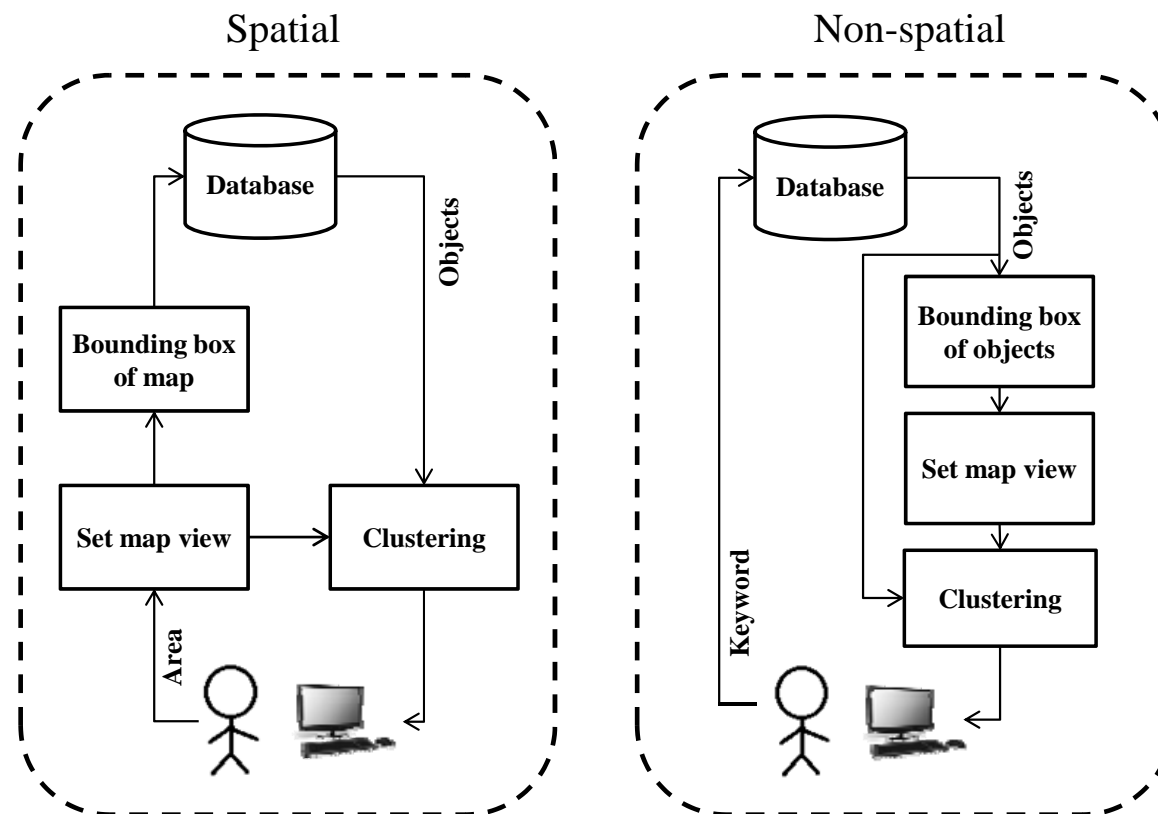 Spatial
Database
Objects
Bounding box
of map
Set map view
Clustering
Area
Non-spatial
Database
Objects
Bounding box
of objects
Set map view
Clustering
Keyword